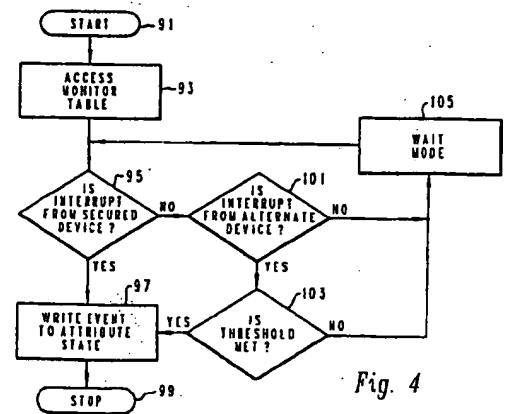 START
91
ACCESS
MONITOR
TABLE
93
105
WAIT
MODE
95
IS
INTERRUPT
FROM SECURED
DEVICE ?
NO
101
IS
INTERRUPT
FROM ALTERNATE
DEVICE ?
NO
YES
YES
97
WRITE EVENT
TO ATTRIBUTE
STATE
YES
103
IS
THRESHOLD
MET ?
NO
STOP
99
Fig. 4